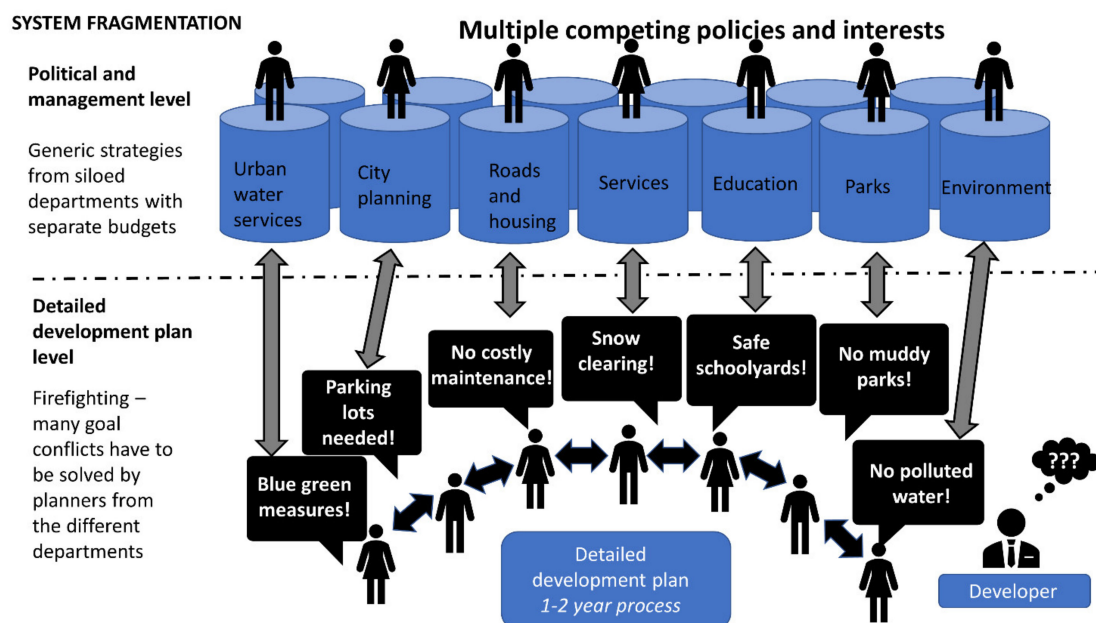 SYSTEM FRAGMENTATION
Multiple competing policies and interests
Political and
management level
Generic strategies
from siloed
departments with
separate budgets
Urban
water
services
City
planning
Roads
and
housing
Services
Education
Parks
Environment
Detailed
development plan
level
Firefighting –
many goal
conflicts have to
be solved by
planners from
the different
departments
Blue green
measures!
Parking
lots
needed!
No costly
maintenance!
Snow
clearing!
Safe
schoolyards!
No muddy
parks!
No polluted
water!
???
Detailed
development plan
1-2 year process
Developer